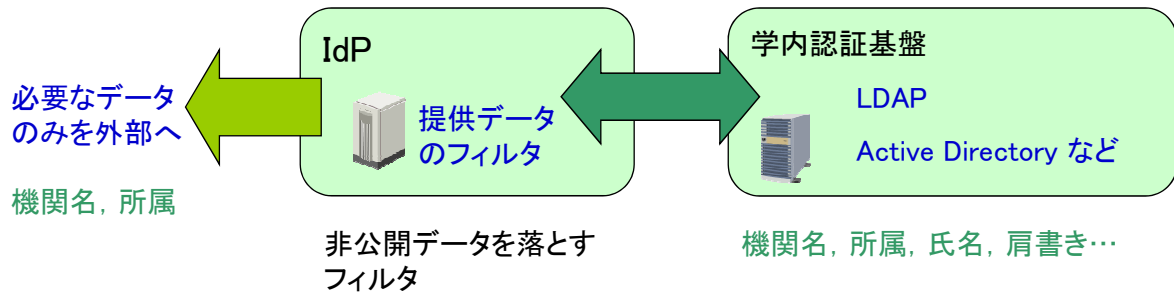 必要なデータ
のみを外部へ
機関名, 所属
IdP
提供データ
のフィルタ
非公開データを落とす
フィルタ
学内認証基盤
LDAP
Active Directory など
機関名, 所属, 氏名, 肩書き…